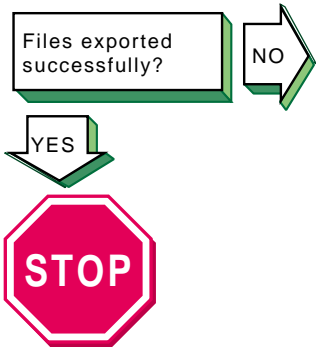 Files exported
successfully?
NO
YES
STOP